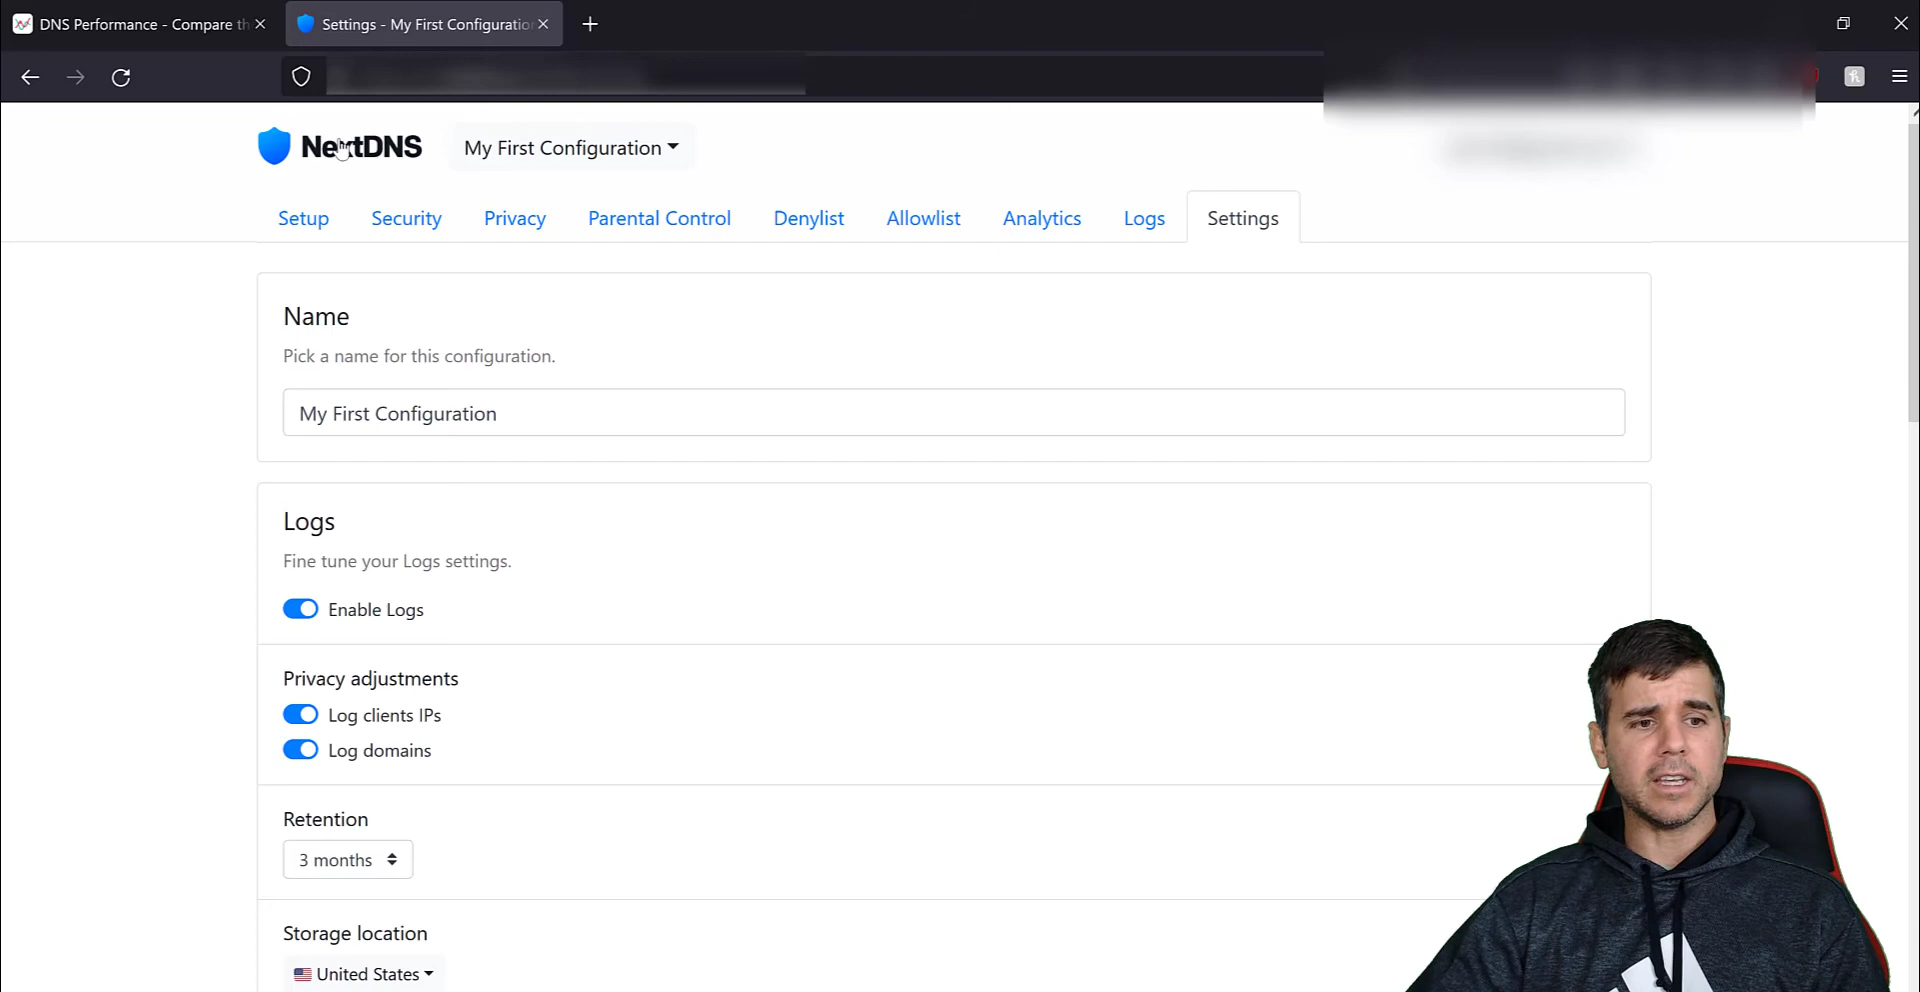 DNS Performance - Compare th
Settings - My First Configuratio
NextDNS
My First Configuration
Setup
Security
Privacy
Parental Control
Denylist
Allowlist
Analytics
Logs
Settings
Name
Pick a name for this configuration.
My First Configuration
Logs
Fine tune your Logs settings.
Enable Logs
Privacy adjustments
Log clients IPs
Log domains
Retention
3 months
Storage location
United States